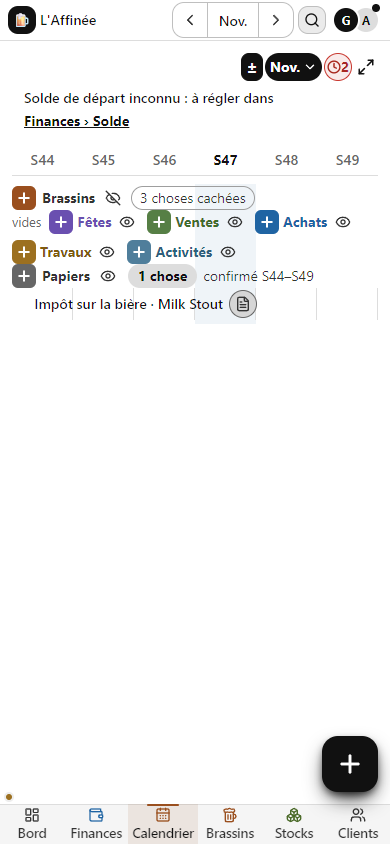 L'Affinée
Nov.
G A
± Nov. 2
Solde de départ inconnu : à régler dans
Finances › Solde
S44 S45 S46 S47 S48 S49
Brassins 3 choses cachées
vides Fêtes Ventes Achats
Travaux Activités
Papiers 1 chose confirmé S44–S49
Impôt sur la bière · Milk Stout
Bord Finances Calendrier Brassins Stocks Clients